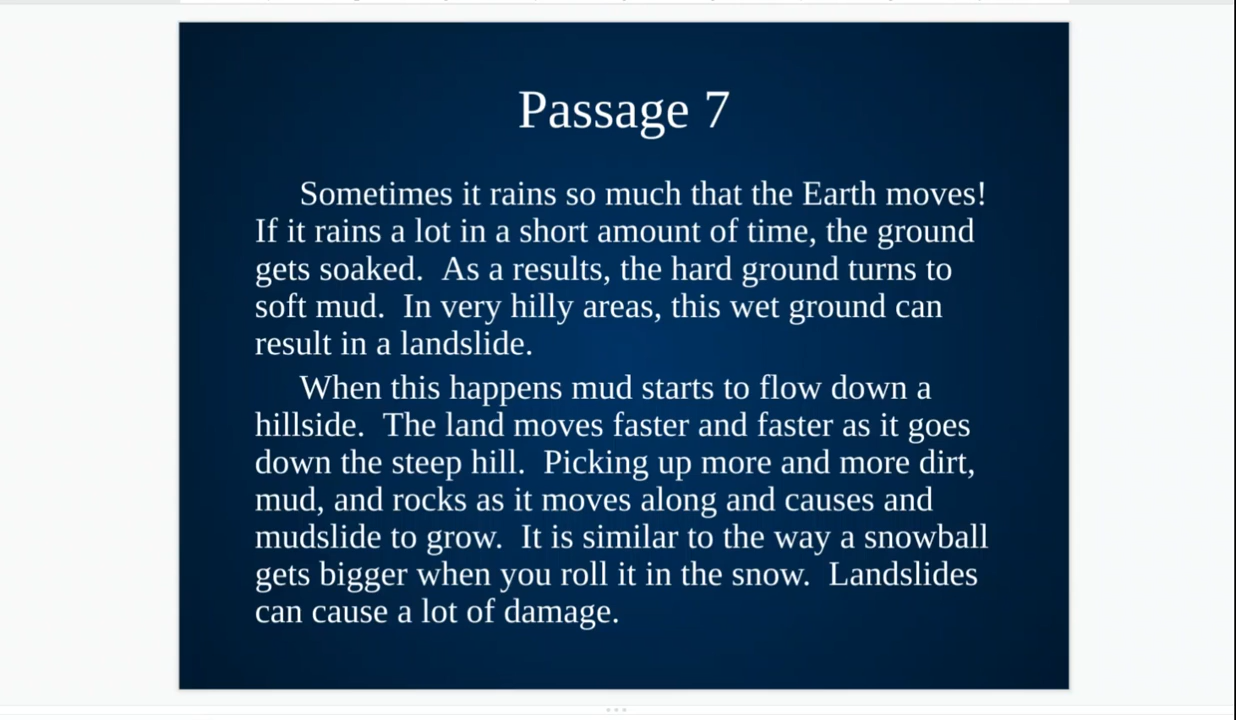 Passage 7
Sometimes it rains so much that the Earth moves!
If it rains a lot in a short amount of time, the ground
gets soaked.  As a results, the hard ground turns to
soft mud.  In very hilly areas, this wet ground can
result in a landslide.
When this happens mud starts to flow down a
hillside.  The land moves faster and faster as it goes
down the steep hill.  Picking up more and more dirt,
mud, and rocks as it moves along and causes and
mudslide to grow.  It is similar to the way a snowball
gets bigger when you roll it in the snow.  Landslides
can cause a lot of damage.